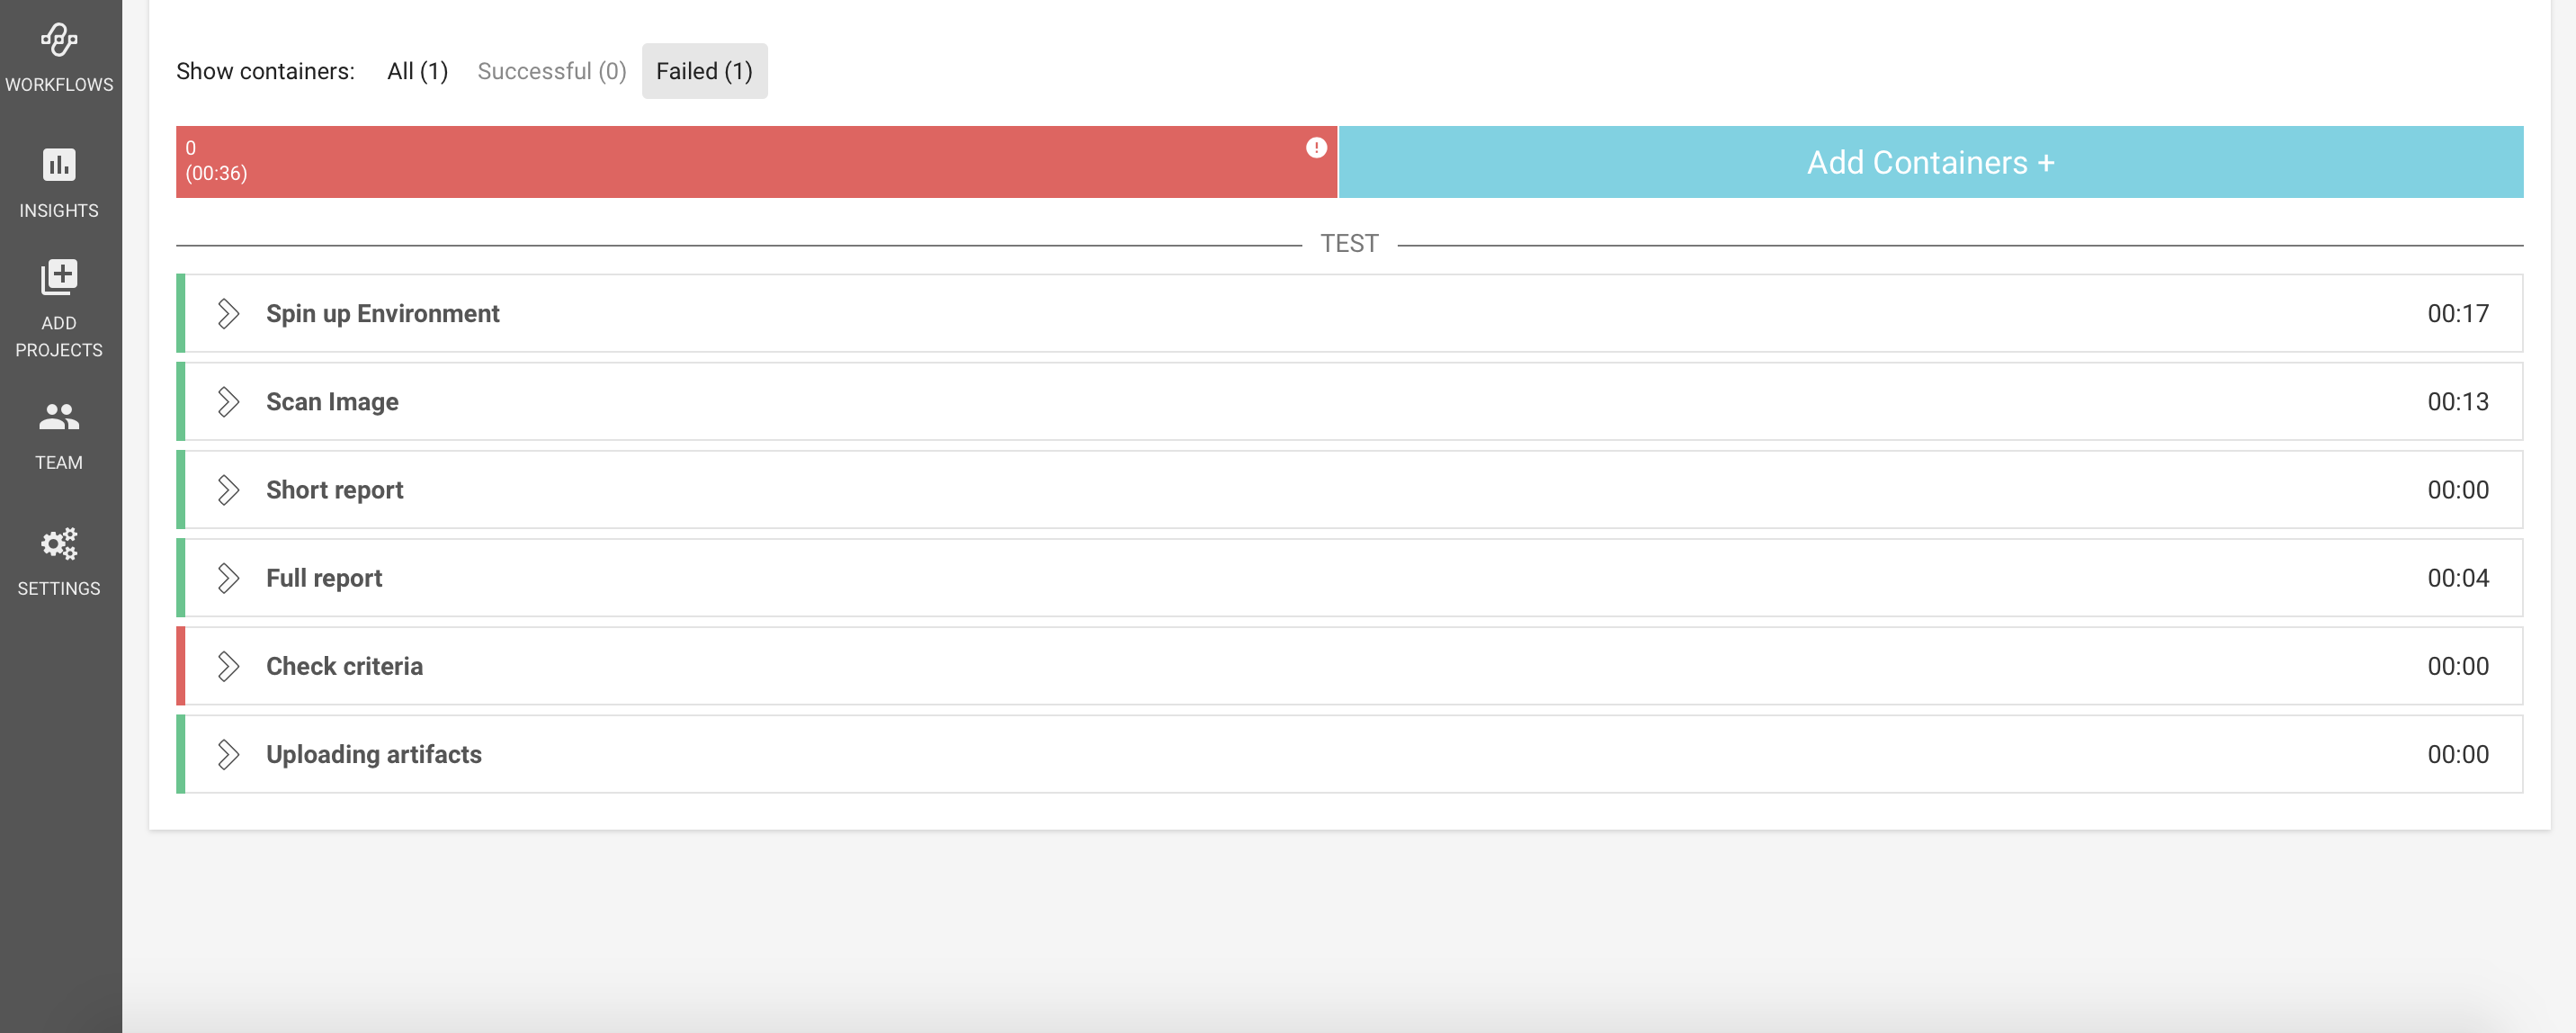 WORKFLOWS
INSIGHTS
ADD
PROJECTS
TEAM
SETTINGS
Show containers: All (1) Successful (0) Failed (1)
0
(00:36)
Add Containers +
TEST
Spin up Environment 00:17
Scan Image 00:13
Short report 00:00
Full report 00:04
Check criteria 00:00
Uploading artifacts 00:00